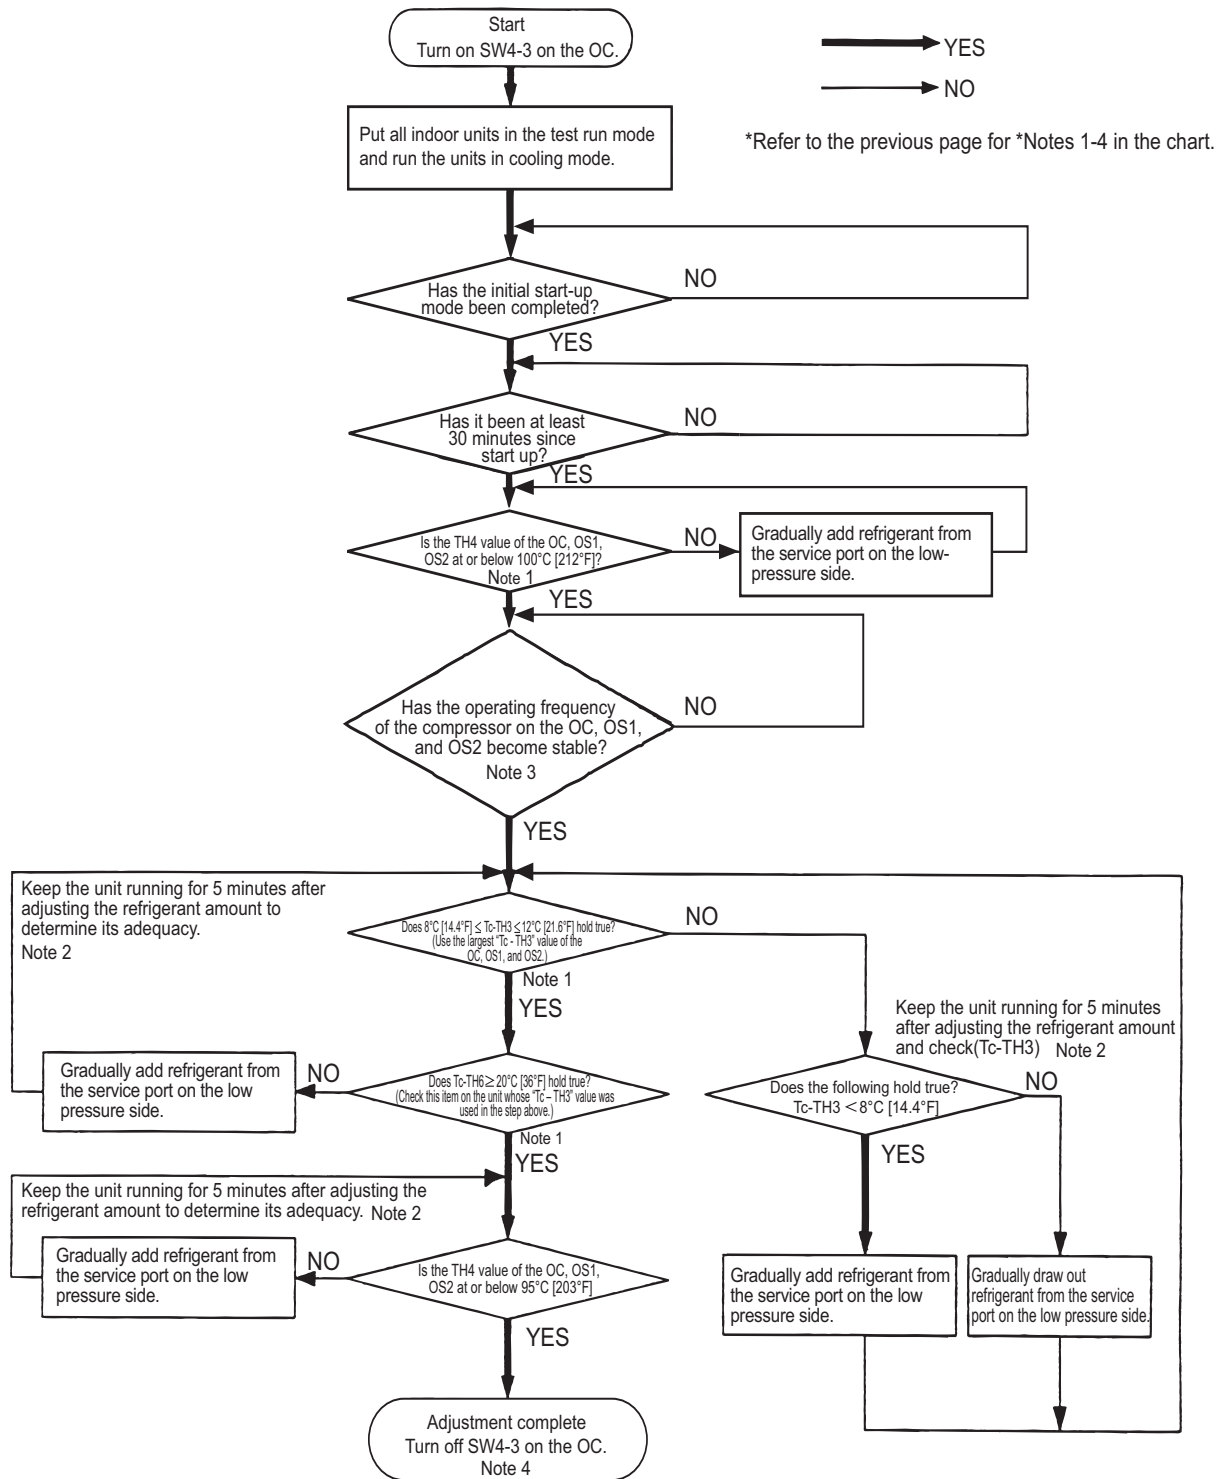 Start
Turn on SW4-3 on the OC.
YES
NO
*Refer to the previous page for *Notes 1-4 in the chart.
Put all indoor units in the test run mode
and run the units in cooling mode.
Has the initial start-up
mode been completed?
NO
YES
Has it been at least
30 minutes since
start up?
NO
YES
Is the TH4 value of the OC, OS1,
OS2 at or below 100°C [212°F]?
Note 1
NO
Gradually add refrigerant from
the service port on the low-
pressure side.
YES
Has the operating frequency
of the compressor on the OC, OS1,
and OS2 become stable?
Note 3
NO
YES
Keep the unit running for 5 minutes after
adjusting the refrigerant amount to
determine its adequacy.
Note 2
Does 8°C [14.4°F] ≤ Tc-TH3 ≤ 12°C [21.6°F] hold true?
(Use the largest “Tc - TH3” value of the
OC, OS1, and OS2.)
Note 1
NO
YES
Keep the unit running for 5 minutes
after adjusting the refrigerant amount
and check(Tc-TH3) Note 2
Gradually add refrigerant from
the service port on the low
pressure side.
NO
Does Tc-TH6 ≥ 20°C [36°F] hold true?
(Check this item on the unit whose “Tc – TH3” value was
used in the step above.)
Note 1
YES
Does the following hold true?
Tc-TH3 < 8°C [14.4°F]
NO
YES
Keep the unit running for 5 minutes after adjusting the
refrigerant amount to determine its adequacy. Note 2
Gradually add refrigerant from
the service port on the low
pressure side.
NO
Is the TH4 value of the OC, OS1,
OS2 at or below 95°C [203°F]
YES
Gradually add refrigerant from
the service port on the low
pressure side.
Gradually draw out
refrigerant from the service
port on the low pressure side.
Adjustment complete
Turn off SW4-3 on the OC.
Note 4